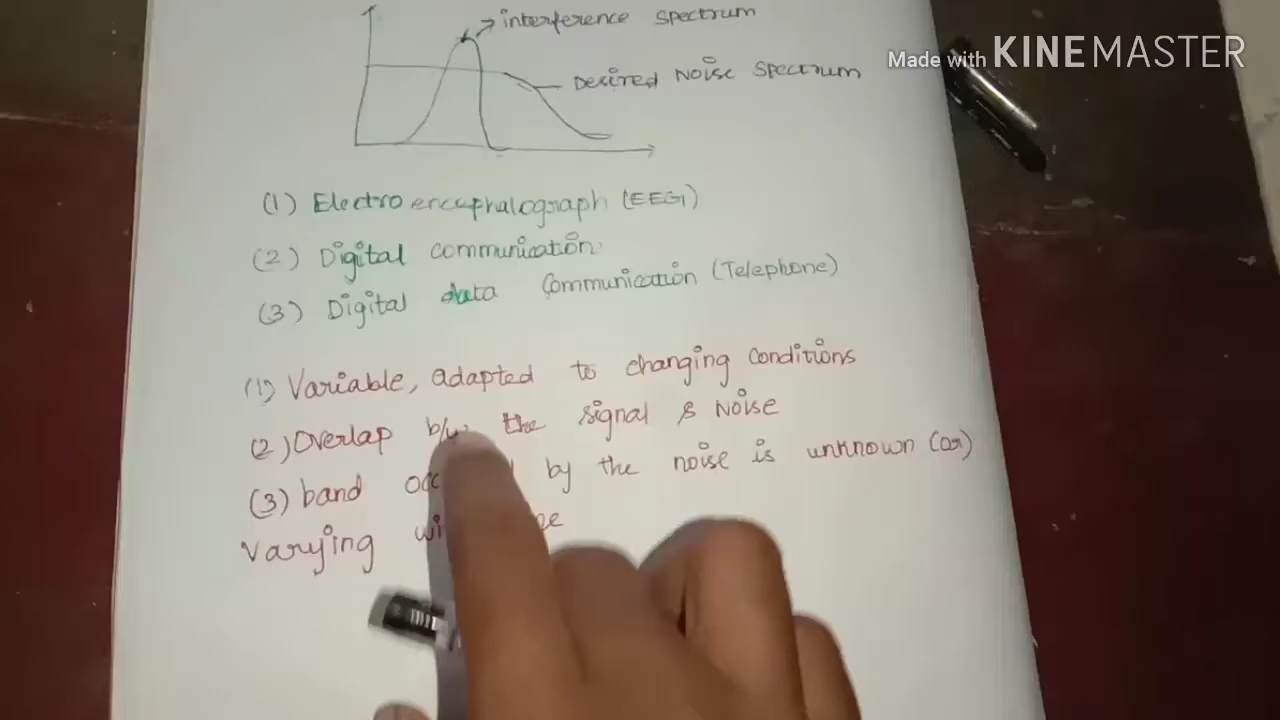 interference spectrum
Made with KINEMASTER
Desired Noise Spectrum
(1) Electro encephalograph (EEG)
(2) Digital communication
(3) Digital data Communication (Telephone)
(1) Variable, adapted to changing conditions
(2) Overlap b/w the signal & Noise
(3) band by the noise is unknown (or)
Varying